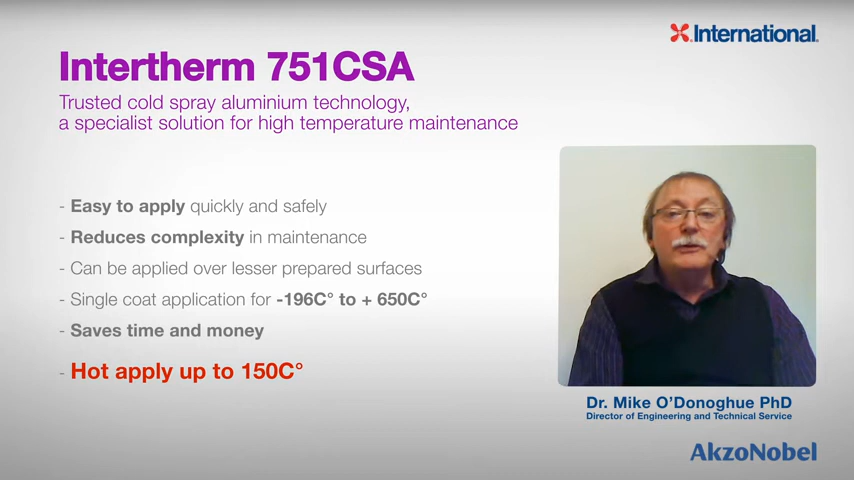 International.
Intertherm 751CSA
Trusted cold spray aluminium technology,
a specialist solution for high temperature maintenance
- Easy to apply quickly and safely
- Reduces complexity in maintenance
- Can be applied over lesser prepared surfaces
- Single coat application for -196C° to + 650C°
- Saves time and money
- Hot apply up to 150C°
Dr. Mike O'Donoghue PhD
Director of Engineering and Technical Service
AkzoNobel